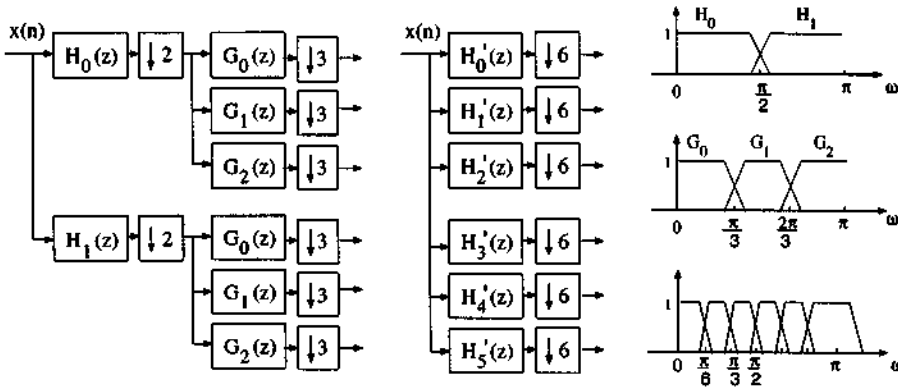 x(n)
H₀(z) ↓2 G₀(z) ↓3
G₁(z) ↓3
G₂(z) ↓3
H₁(z) ↓2 G₀(z) ↓3
G₁(z) ↓3
G₂(z) ↓3
x(n)
H₀'(z) ↓6
H₁'(z) ↓6
H₂'(z) ↓6
H₃'(z) ↓6
H₄'(z) ↓6
H₅'(z) ↓6
H₀ H₁
1
0 π/2 π ω
G₀ G₁ G₂
1
0 π/3 2π/3 π ω
1
0 π/6 π/3 π/2 π ω